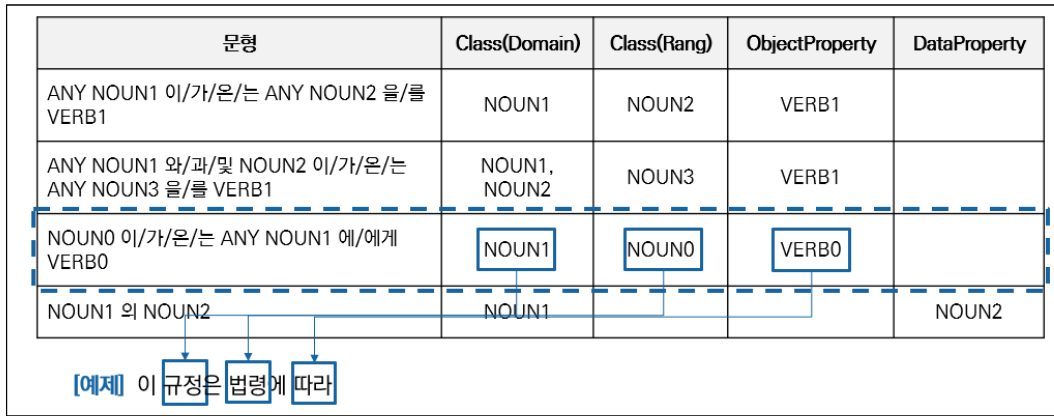 문형 Class(Domain) Class(Rang) ObjectProperty DataProperty
ANY NOUN1 이/가/은/는 ANY NOUN2 을/를
VERB1
NOUN1 NOUN2 VERB1
ANY NOUN1 와/과/및 NOUN2 이/가/은/는
ANY NOUN3 을/를 VERB1
NOUN1,
NOUN2
NOUN3 VERB1
NOUN0 이/가/은/는 ANY NOUN1 에/에게
VERB0
NOUN1 NOUN0 VERB0
NOUN1 의 NOUN2 NOUN1 NOUN2
[예제] 이 규정은 법령에 따라